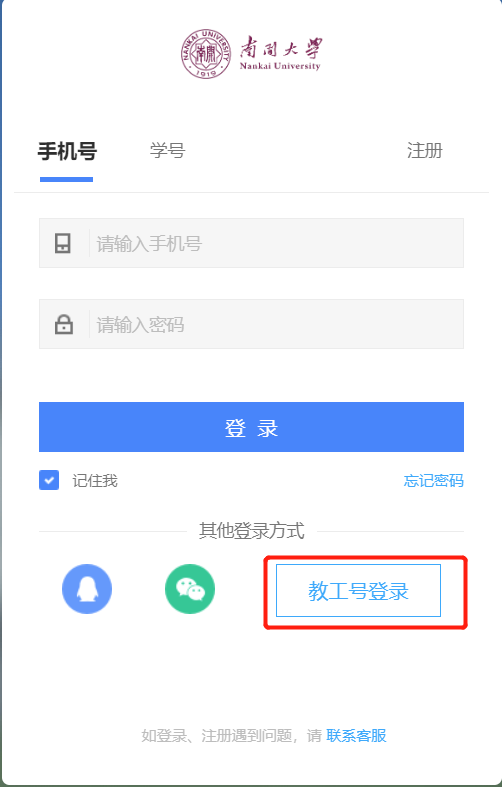 NANKAI UNIVERSITY
南開
1919
南开大学
Nankai University
手机号 学号 注册
请输入手机号
请输入密码
登 录
记住我 忘记密码
其他登录方式
教工号登录
如登录、注册遇到问题，请 联系客服